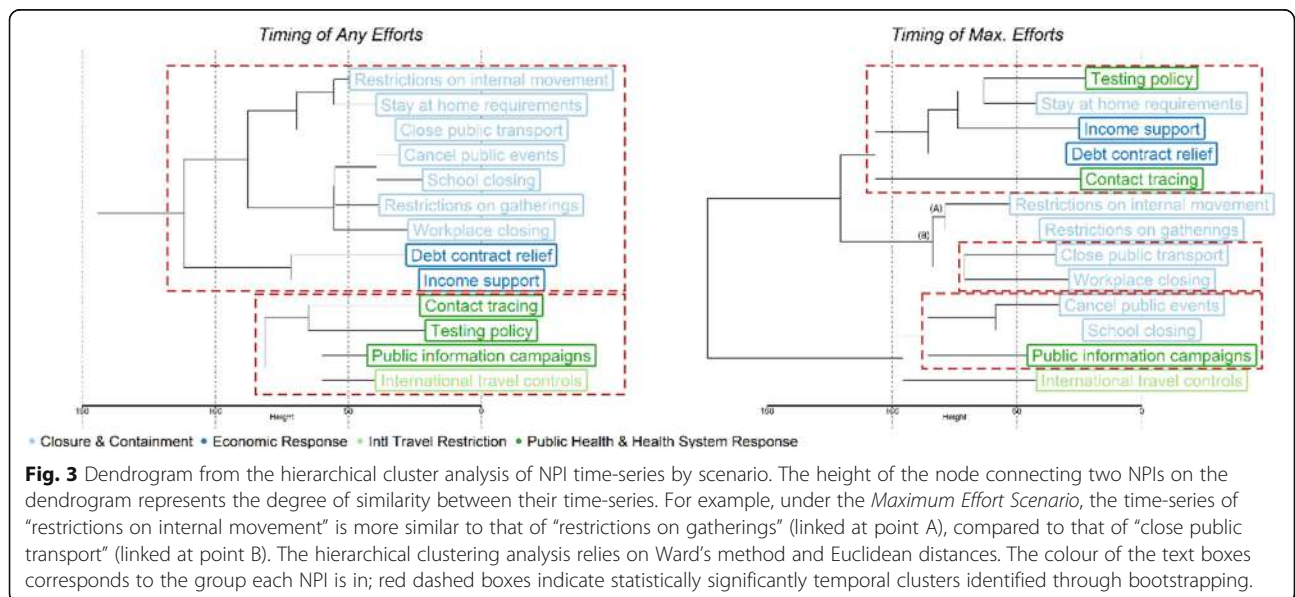 Timing of Any Efforts
Restrictions on internal movement
Stay at home requirements
Close public transport
Cancel public events
School closing
Restrictions on gatherings
Workplace closing
Debt contract relief
Income support
Contact tracing
Testing policy
Public information campaigns
International travel controls
Height
50
0
Timing of Max. Efforts
Testing policy
Stay at home requirements
Income support
Debt contract relief
Contact tracing
(A)
Restrictions on internal movement
(B)
Restrictions on gatherings
Close public transport
Workplace closing
Cancel public events
School closing
Public information campaigns
International travel controls
Height
50
0
• Closure & Containment • Economic Response • Intl Travel Restriction • Public Health & Health System Response
Fig. 3 Dendrogram from the hierarchical cluster analysis of NPI time-series by scenario. The height of the node connecting two NPIs on the
dendrogram represents the degree of similarity between their time-series. For example, under the Maximum Effort Scenario, the time-series of
“restrictions on internal movement” is more similar to that of “restrictions on gatherings” (linked at point A), compared to that of “close public
transport” (linked at point B). The hierarchical clustering analysis relies on Ward’s method and Euclidean distances. The colour of the text boxes
corresponds to the group each NPI is in; red dashed boxes indicate statistically significantly temporal clusters identified through bootstrapping.